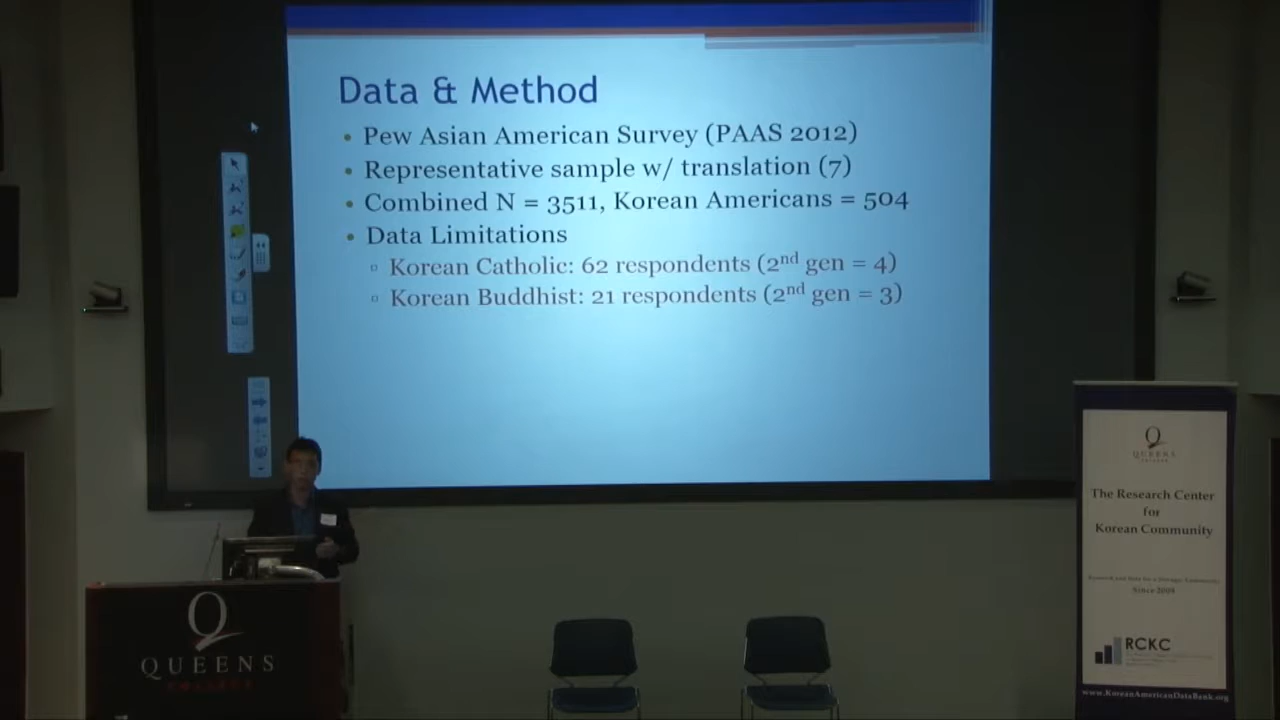 Data & Method
• Pew Asian American Survey (PAAS 2012)
• Representative sample w/ translation (7)
• Combined N = 3511, Korean Americans = 504
• Data Limitations
▫ Korean Catholic: 62 respondents (2nd gen = 4)
▫ Korean Buddhist: 21 respondents (2nd gen = 3)
Q
QUEENS
COLLEGE
Q
QUEENS
COLLEGE
The Research Center
for
Korean Community
Since 2009
RCKC
www.KoreanAmericanDataBank.org